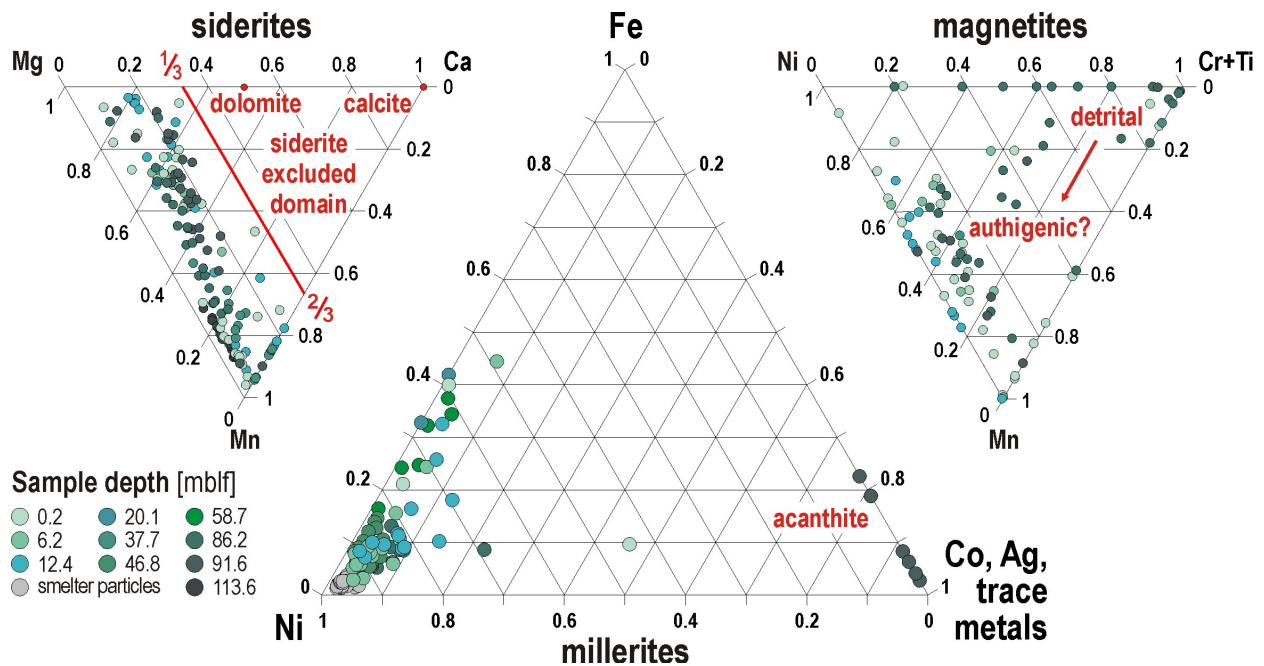 siderites
Fe
magnetites
Mg 0 0.2 1/3 0.4 0.6 0.8 1 Ca
1 0
dolomite calcite
siderite
excluded
domain
0.2
0.8
0.4
0.6
0.6
0.4
2/3
0.8
0.2
1
0
Mn
1 0
0.8 0.2
0.6 0.4
0.4 0.6
0.2 0.8
acanthite
0 1
Co, Ag,
trace
metals
Ni
1 0.8 0.6 0.4 0.2 0
millerites
Ni 0 0.2 0.4 0.6 0.8 1 Cr+Ti
1 0
detrital
0.8 0.2
0.4
authigenic?
0.6
0.6
0.4
0.8
0.2
1
0
Mn
Sample depth [mblf]
0.2 20.1 58.7
6.2 37.7 86.2
12.4 46.8 91.6
smelter particles 113.6